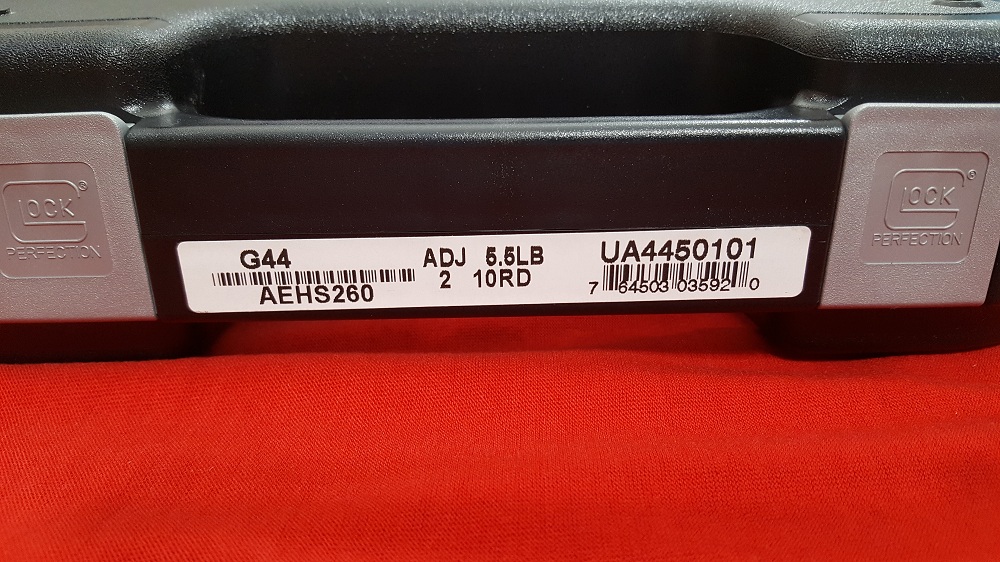 GLOCK®
PERFECTION
G44 ADJ 5.5LB UA4450101
AEHS260 2 10RD 7 64503 03592 0
GLOCK®
PERFECTION